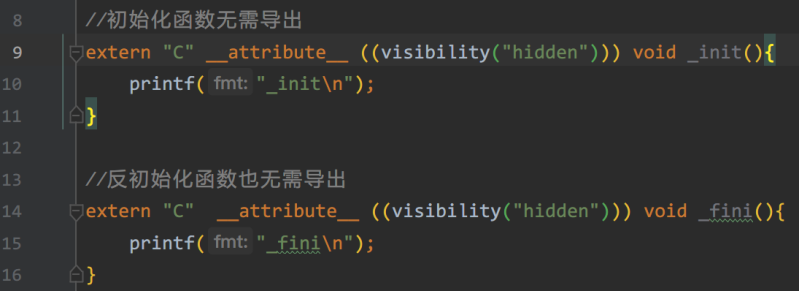 8 //初始化函数无需导出
9 extern "C" __attribute__ ((visibility("hidden"))) void _init(){
10 printf( fmt: "_init\n");
11 }
12
13 //反初始化函数也无需导出
14 extern "C"  __attribute__ ((visibility("hidden"))) void _fini(){
15 printf( fmt: "_fini\n");
16 }